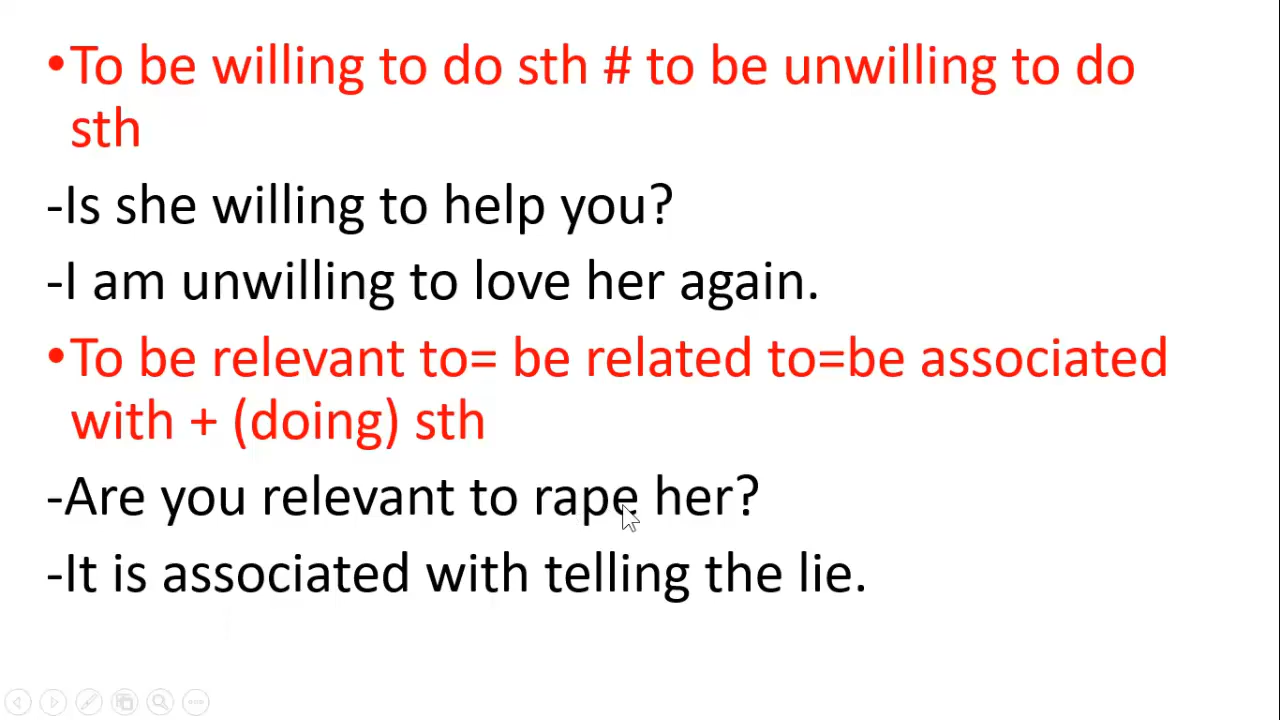 •To be willing to do sth # to be unwilling to do
sth
-Is she willing to help you?
-I am unwilling to love her again.
•To be relevant to= be related to=be associated
with + (doing) sth
-Are you relevant to rape her?
-It is associated with telling the lie.